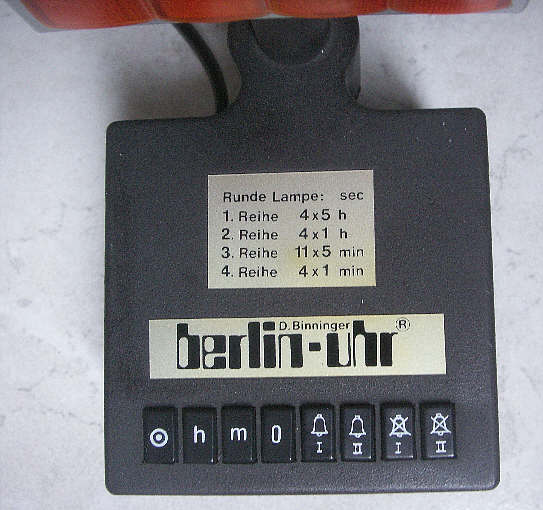 Runde Lampe: sec
1. Reihe 4x5 h
2. Reihe 4x1 h
3. Reihe 11x5 min
4. Reihe 4x1 min
D. Binninger
berlin-uhr ®
h m 0
I II I II